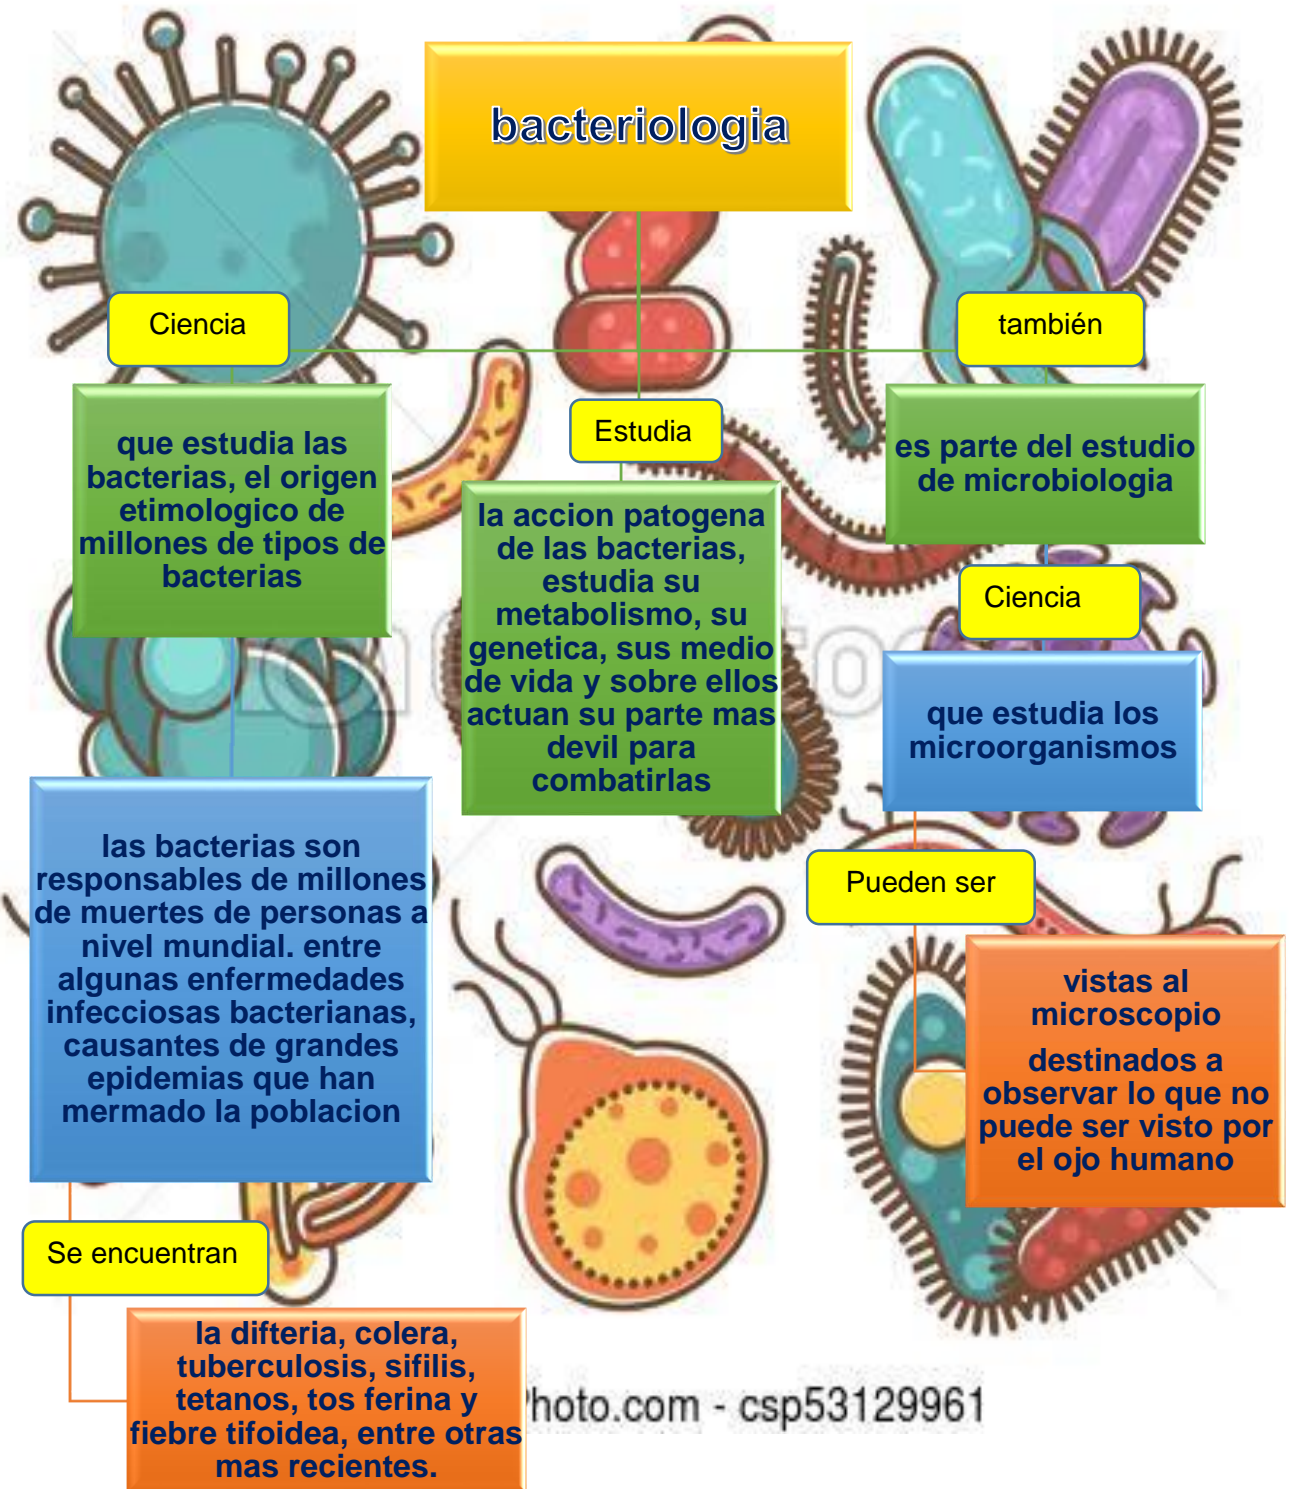 bacteriologia
Ciencia
también
que estudia las
bacterias, el origen
etimologico de
millones de tipos de
bacterias
Estudia
la accion patogena
de las bacterias,
estudia su
metabolismo, su
genetica, sus medio
de vida y sobre ellos
actuan su parte mas
devil para
combatirlas
es parte del estudio
de microbiologia
Ciencia
que estudia los
microorganismos
las bacterias son
responsables de millones
de muertes de personas a
nivel mundial. entre
algunas enfermedades
infecciosas bacterianas,
causantes de grandes
epidemias que han
mermado la poblacion
Pueden ser
vistas al
microscopio
destinados a
observar lo que no
puede ser visto por
el ojo humano
Se encuentran
la difteria, colera,
tuberculosis, sifilis,
tetanos, tos ferina y
fiebre tifoidea, entre otras
mas recientes.
hoto.com - csp53129961